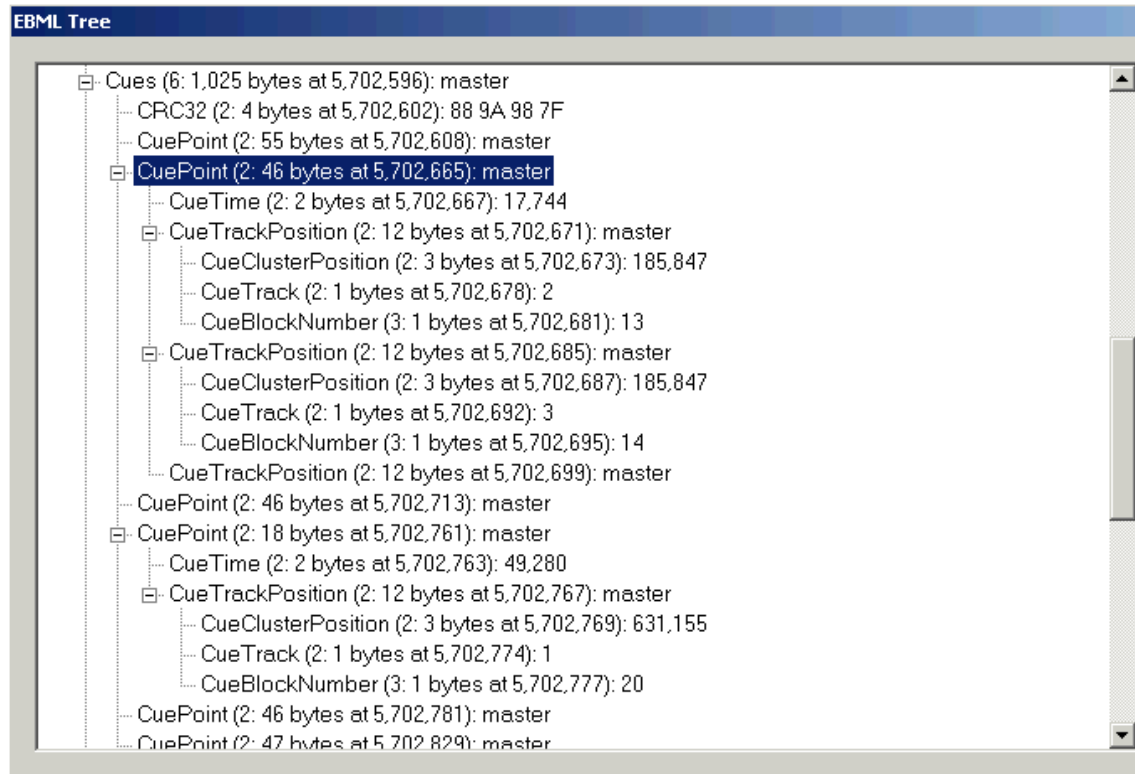 EBML Tree
Cues (6: 1,025 bytes at 5,702,596): master
CRC32 (2: 4 bytes at 5,702,602): 88 9A 98 7F
CuePoint (2: 55 bytes at 5,702,608): master
CuePoint (2: 46 bytes at 5,702,665): master
CueTime (2: 2 bytes at 5,702,667): 17,744
CueTrackPosition (2: 12 bytes at 5,702,671): master
CueClusterPosition (2: 3 bytes at 5,702,673): 185,847
CueTrack (2: 1 bytes at 5,702,678): 2
CueBlockNumber (3: 1 bytes at 5,702,681): 13
CueTrackPosition (2: 12 bytes at 5,702,685): master
CueClusterPosition (2: 3 bytes at 5,702,687): 185,847
CueTrack (2: 1 bytes at 5,702,692): 3
CueBlockNumber (3: 1 bytes at 5,702,695): 14
CueTrackPosition (2: 12 bytes at 5,702,699): master
CuePoint (2: 46 bytes at 5,702,713): master
CuePoint (2: 18 bytes at 5,702,761): master
CueTime (2: 2 bytes at 5,702,763): 49,280
CueTrackPosition (2: 12 bytes at 5,702,767): master
CueClusterPosition (2: 3 bytes at 5,702,769): 631,155
CueTrack (2: 1 bytes at 5,702,774): 1
CueBlockNumber (3: 1 bytes at 5,702,777): 20
CuePoint (2: 46 bytes at 5,702,781): master
CuePoint (2: 47 bytes at 5,702,829): master